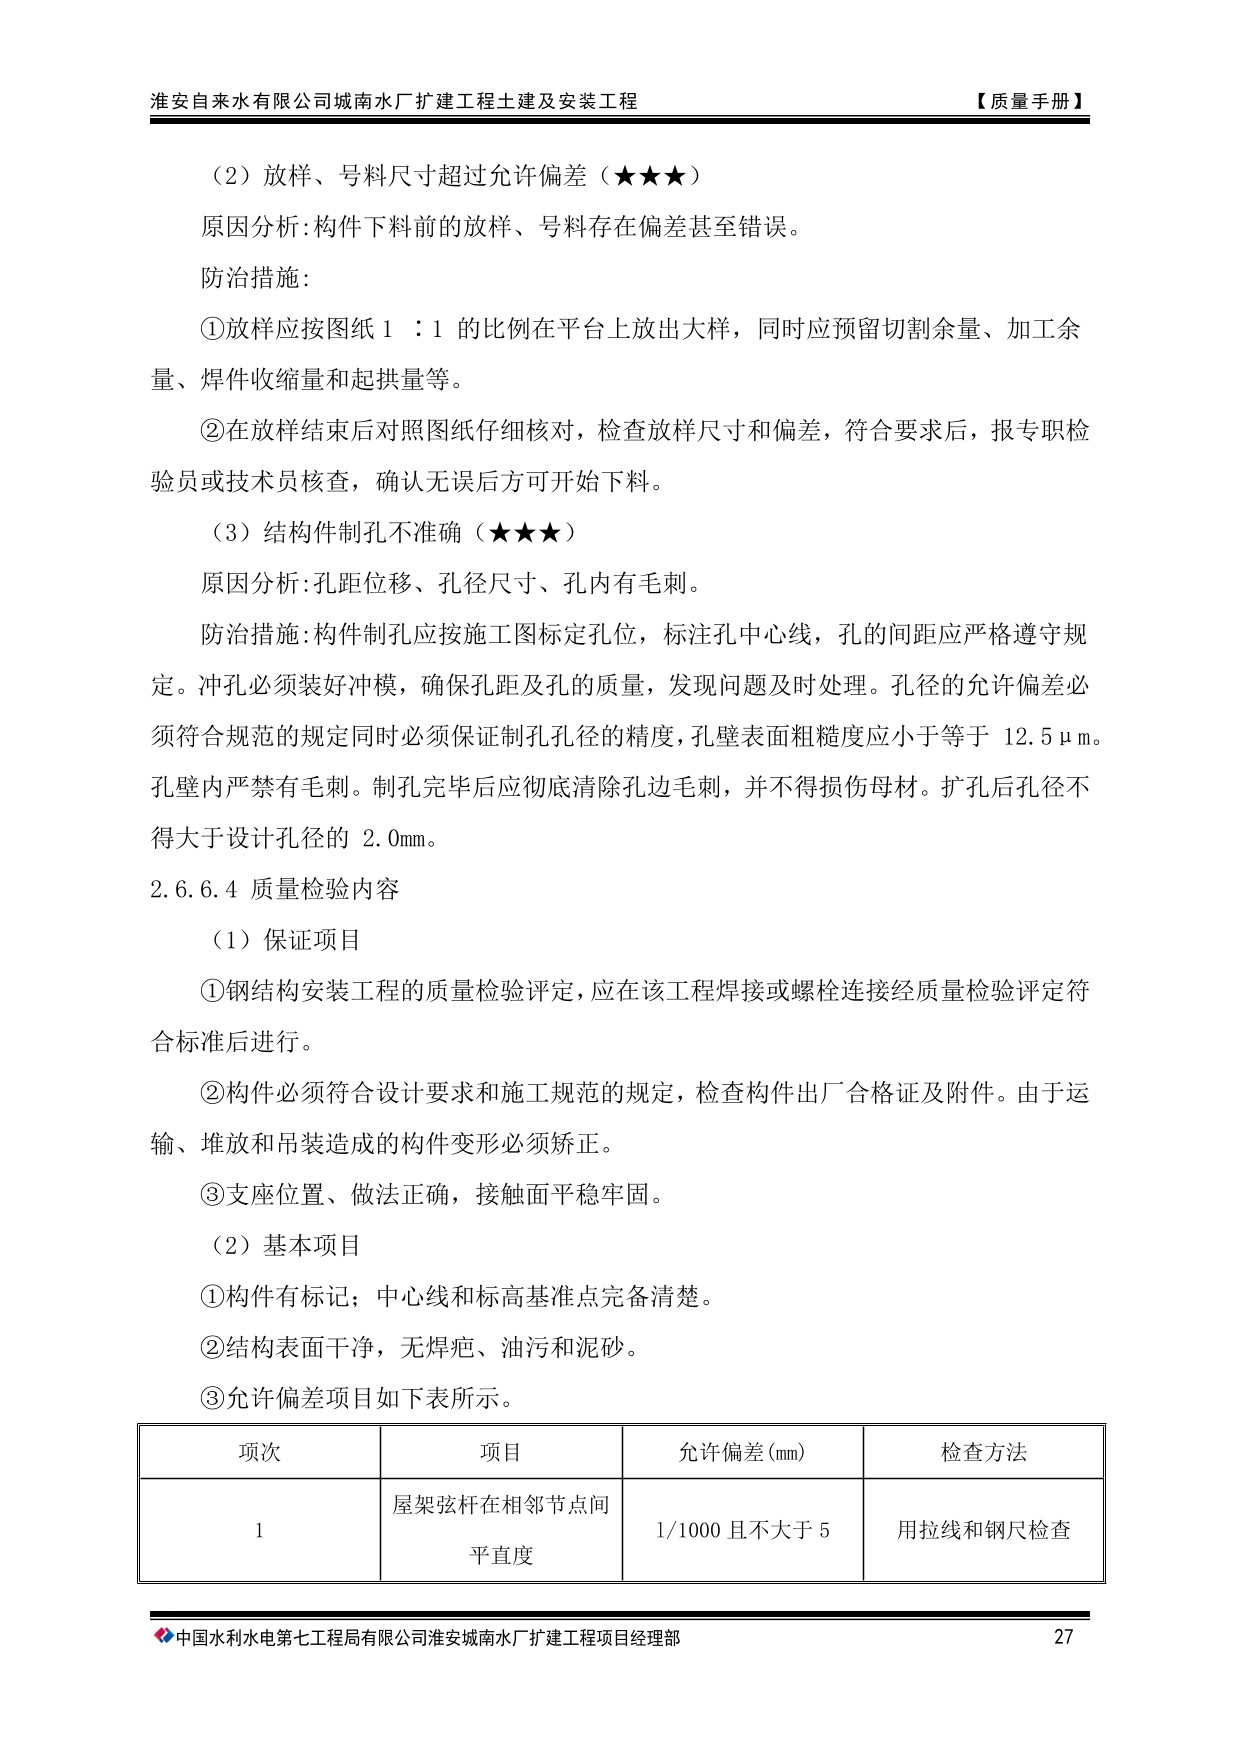 淮安自来水有限公司城南水厂扩建工程土建及安装工程 【质量手册】
（2）放样、号料尺寸超过允许偏差（★★★）
原因分析:构件下料前的放样、号料存在偏差甚至错误。
防治措施:
①放样应按图纸 1 ：1 的比例在平台上放出大样，同时应预留切割余量、加工余
量、焊件收缩量和起拱量等。
②在放样结束后对照图纸仔细核对，检查放样尺寸和偏差，符合要求后，报专职检
验员或技术员核查，确认无误后方可开始下料。
（3）结构件制孔不准确（★★★）
原因分析:孔距位移、孔径尺寸、孔内有毛刺。
防治措施:构件制孔应按施工图标定孔位，标注孔中心线，孔的间距应严格遵守规
定。冲孔必须装好冲模，确保孔距及孔的质量，发现问题及时处理。孔径的允许偏差必
须符合规范的规定同时必须保证制孔孔径的精度，孔壁表面粗糙度应小于等于 12.5μm。
孔壁内严禁有毛刺。制孔完毕后应彻底清除孔边毛刺，并不得损伤母材。扩孔后孔径不
得大于设计孔径的 2.0mm。
2.6.6.4 质量检验内容
（1）保证项目
①钢结构安装工程的质量检验评定，应在该工程焊接或螺栓连接经质量检验评定符
合标准后进行。
②构件必须符合设计要求和施工规范的规定，检查构件出厂合格证及附件。由于运
输、堆放和吊装造成的构件变形必须矫正。
③支座位置、做法正确，接触面平稳牢固。
（2）基本项目
①构件有标记；中心线和标高基准点完备清楚。
②结构表面干净，无焊疤、油污和泥砂。
③允许偏差项目如下表所示。
项次 项目 允许偏差(mm) 检查方法
1 屋架弦杆在相邻节点间 l/1000 且不大于 5 用拉线和钢尺检查
平直度
中国水利水电第七工程局有限公司淮安城南水厂扩建工程项目经理部 27